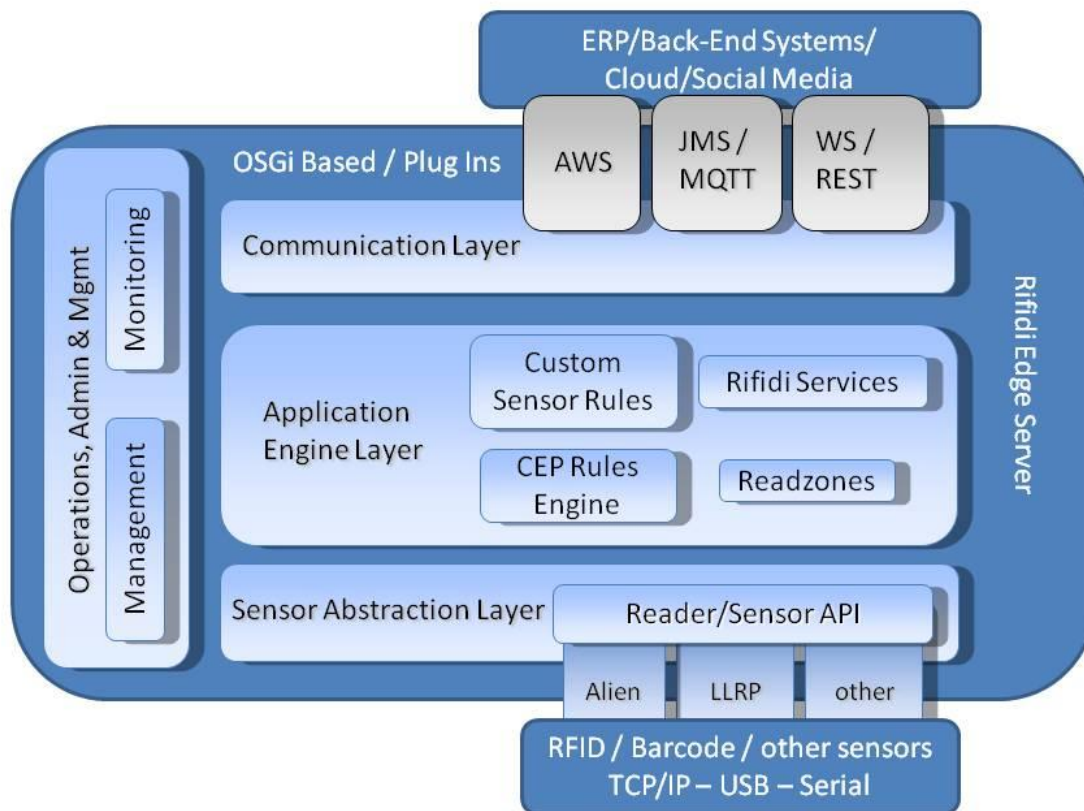 ERP/Back-End Systems/
Cloud/Social Media
AWS
JMS /
MQTT
WS /
REST
OSGi Based / Plug Ins
Operations, Admin & Mgmt
Monitoring
Management
Communication Layer
Application
Engine Layer
Custom
Sensor Rules
Rifidi Services
CEP Rules
Engine
Readzones
Sensor Abstraction Layer
Reader/Sensor API
Alien
LLRP
other
Rifidi Edge Server
RFID / Barcode / other sensors
TCP/IP – USB – Serial